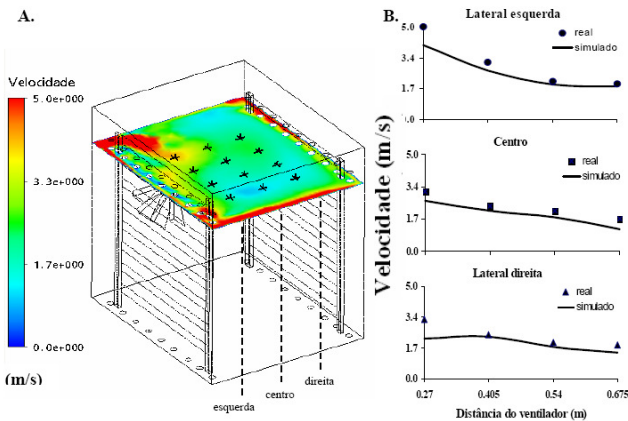 A.
Velocidade
5.0e+000
3.3e+000
1.7e+000
0.0e+000
(m/s)
esquerda
centro
direita
B.
Lateral esquerda
5.0
3.4
1.7
0.0
real
simulado
Centro
5.0
3.4
1.7
0.0
real
simulado
Lateral direita
5.0
3.4
1.7
0.0
real
simulado
0.27
0.405
0.54
0.675
Velocidade (m/s)
Distância do ventilador (m)